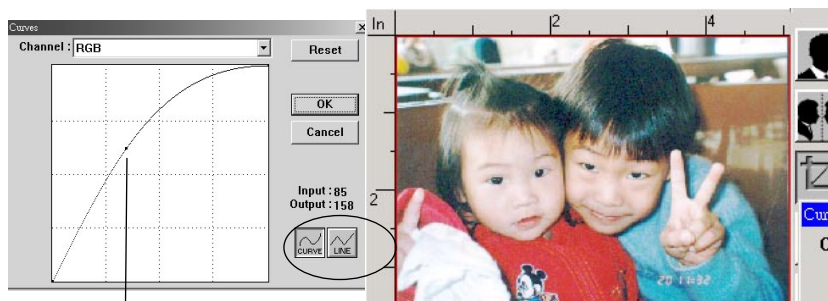 Curves
Channel : RGB
Reset
OK
Cancel
Input :85
Output :158
CURVE
LINE
In
2
4
2
20 11:32
Cur